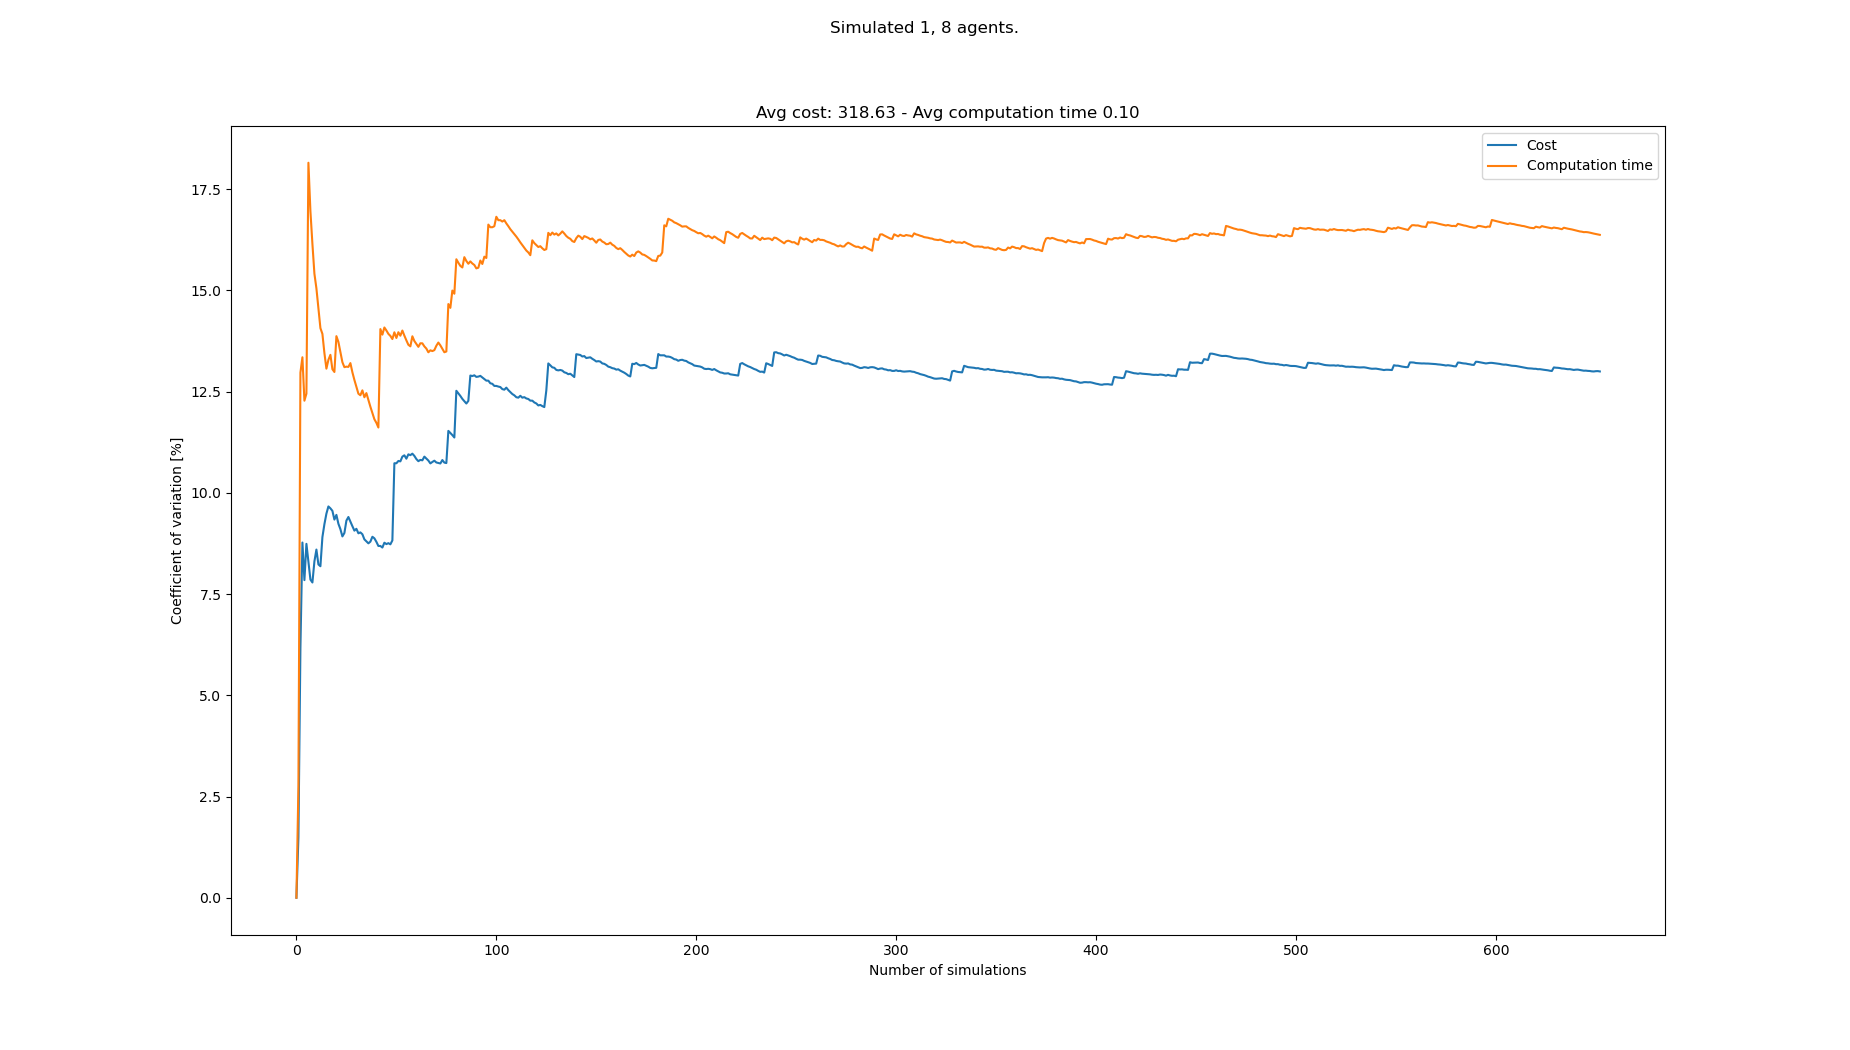 Simulated 1, 8 agents.
Avg cost: 318.63 - Avg computation time 0.10
Cost
Computation time
17.5
15.0
12.5
10.0
7.5
5.0
2.5
0.0
Coefficient of variation [%]
0 100 200 300 400 500 600
Number of simulations